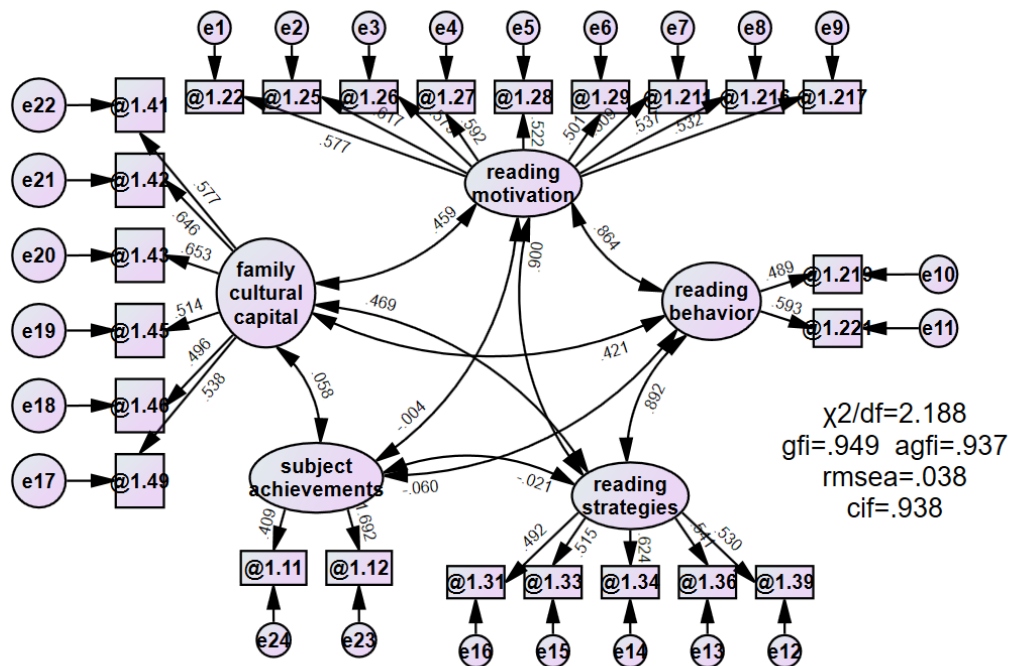 e1 e2 e3 e4 e5 e6 e7 e8 e9
@1.22 @1.25 @1.26 @1.27 @1.28 @1.29 @1.211 @1.216 @1.217
.577 .617 .575 .592 .522 .501 .509 .537 .532
reading
motivation
e22 @1.41 .577
e21 @1.42 .646
e20 @1.43 .653
e19 @1.45 .514
e18 @1.46 .496
e17 @1.49 .538
family
cultural
capital
.459
.864
.900
.469
.421
.058
-.004
.892
-.060
-.021
reading
behavior
.489 @1.219 e10
.593 @1.221 e11
χ2/df=2.188
gfi=.949 agfi=.937
rmsea=.038
cif=.938
subject
achievements
reading
strategies
.409 1.692
@1.11 @1.12
e24 e23
.492 .515 .624 .541 .530
@1.31 @1.33 @1.34 @1.36 @1.39
e16 e15 e14 e13 e12